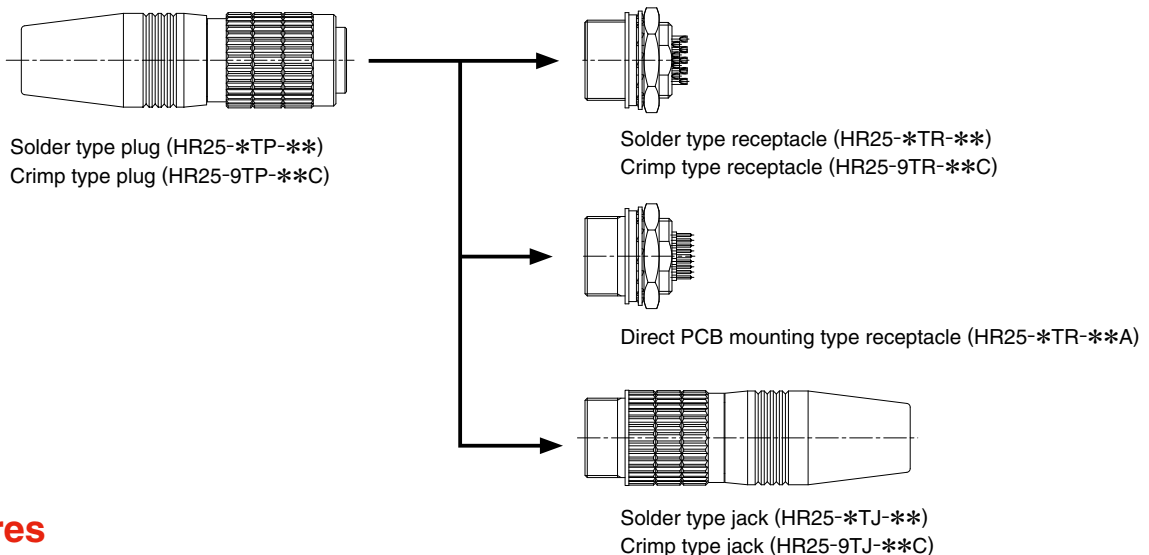 Solder type plug (HR25-*TP-**)
Crimp type plug (HR25-9TP-**C)
Solder type receptacle (HR25-*TR-**)
Crimp type receptacle (HR25-9TR-**C)
Direct PCB mounting type receptacle (HR25-*TR-**A)
Solder type jack (HR25-*TJ-**)
Crimp type jack (HR25-9TJ-**C)
res